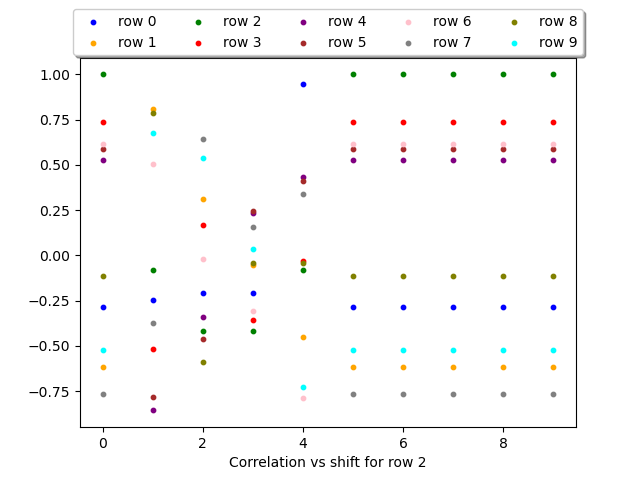 row 0 row 2 row 4 row 6 row 8
row 1 row 3 row 5 row 7 row 9
1.00
0.75
0.50
0.25
0.00
−0.25
−0.50
−0.75
0 2 4 6 8
Correlation vs shift for row 2